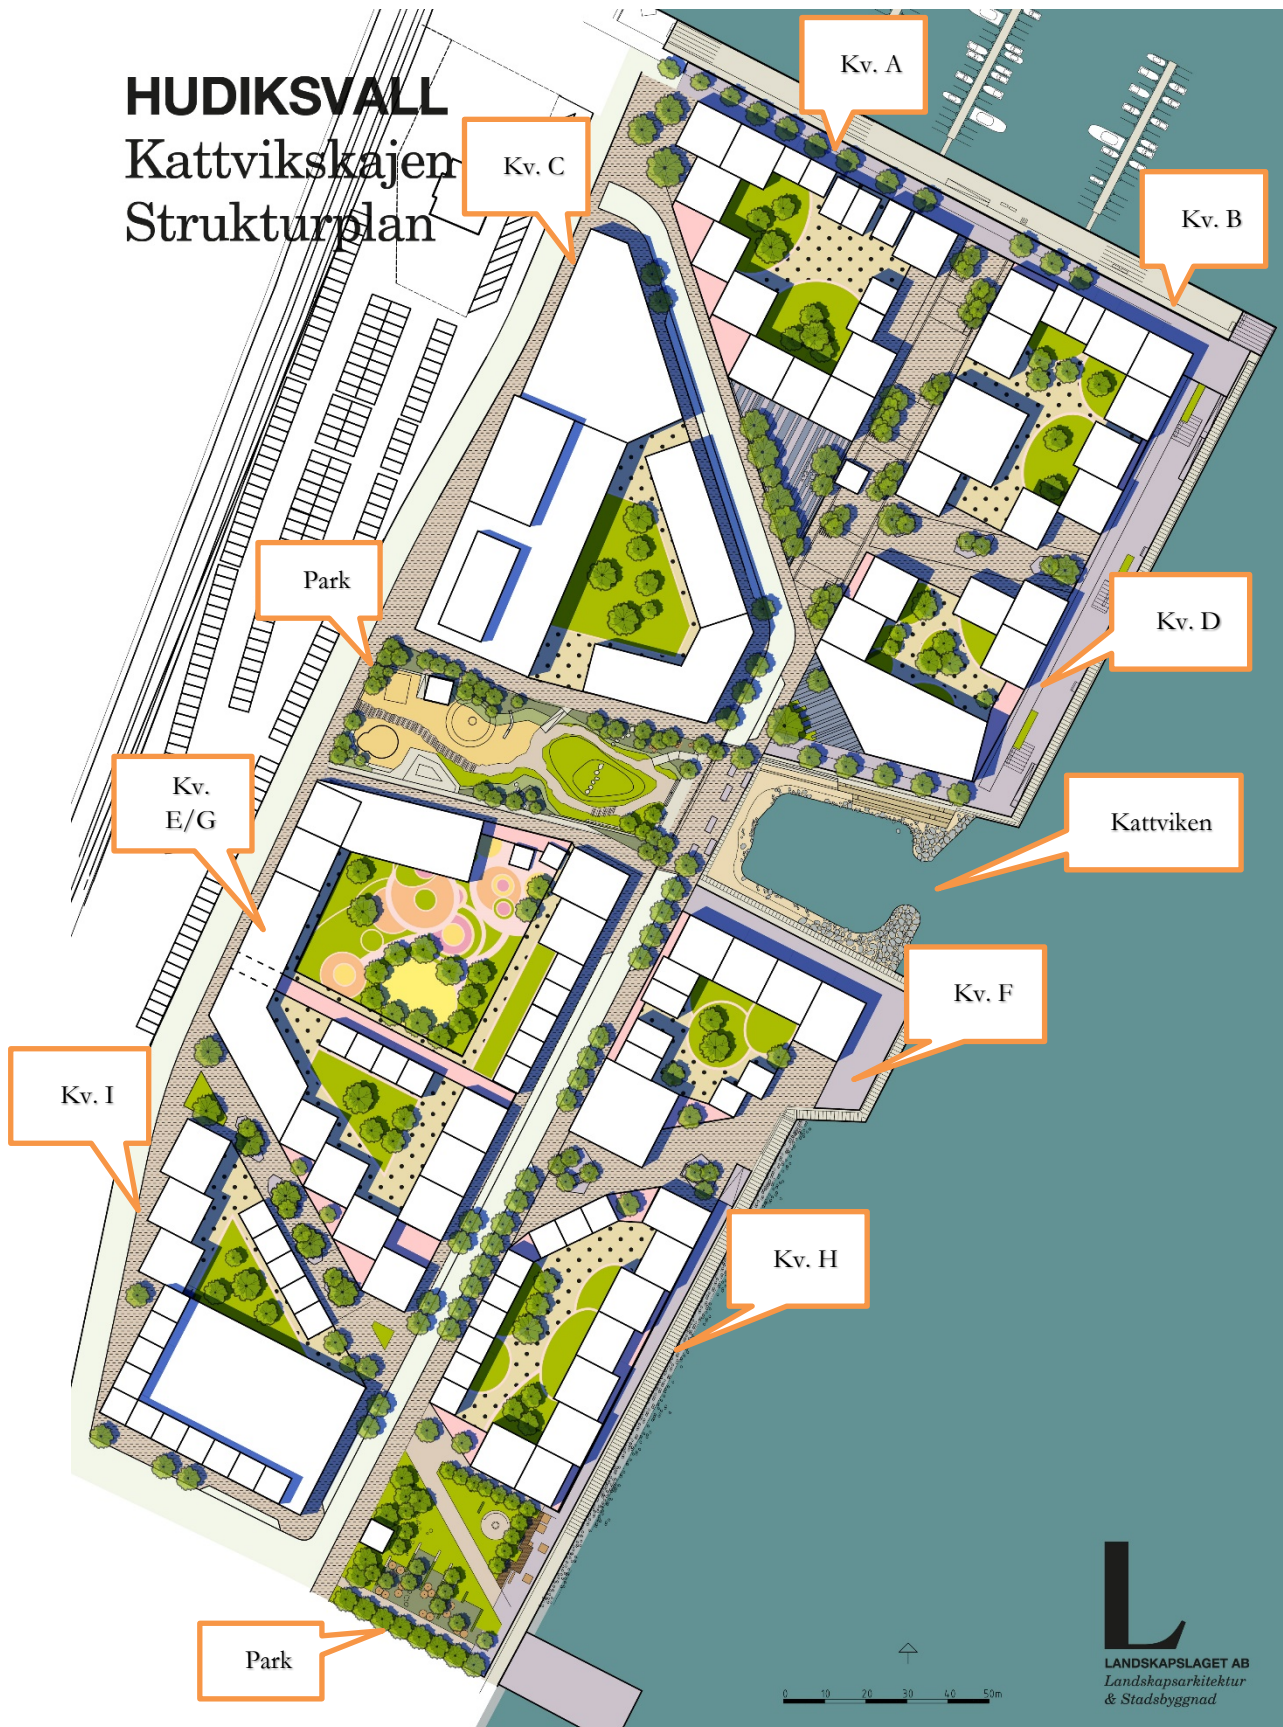 HUDIKSVALL
Kattvikskajen
Strukturplan
Kv. A
Kv. C
Kv. B
Park
Kv. D
Kv.
E/G
Kattviken
Kv. F
Kv. I
Kv. H
Park
0 10 20 30 40 50m
L
LANDSKAPSLAGET AB
Landskapsarkitektur
& Stadsbyggnad